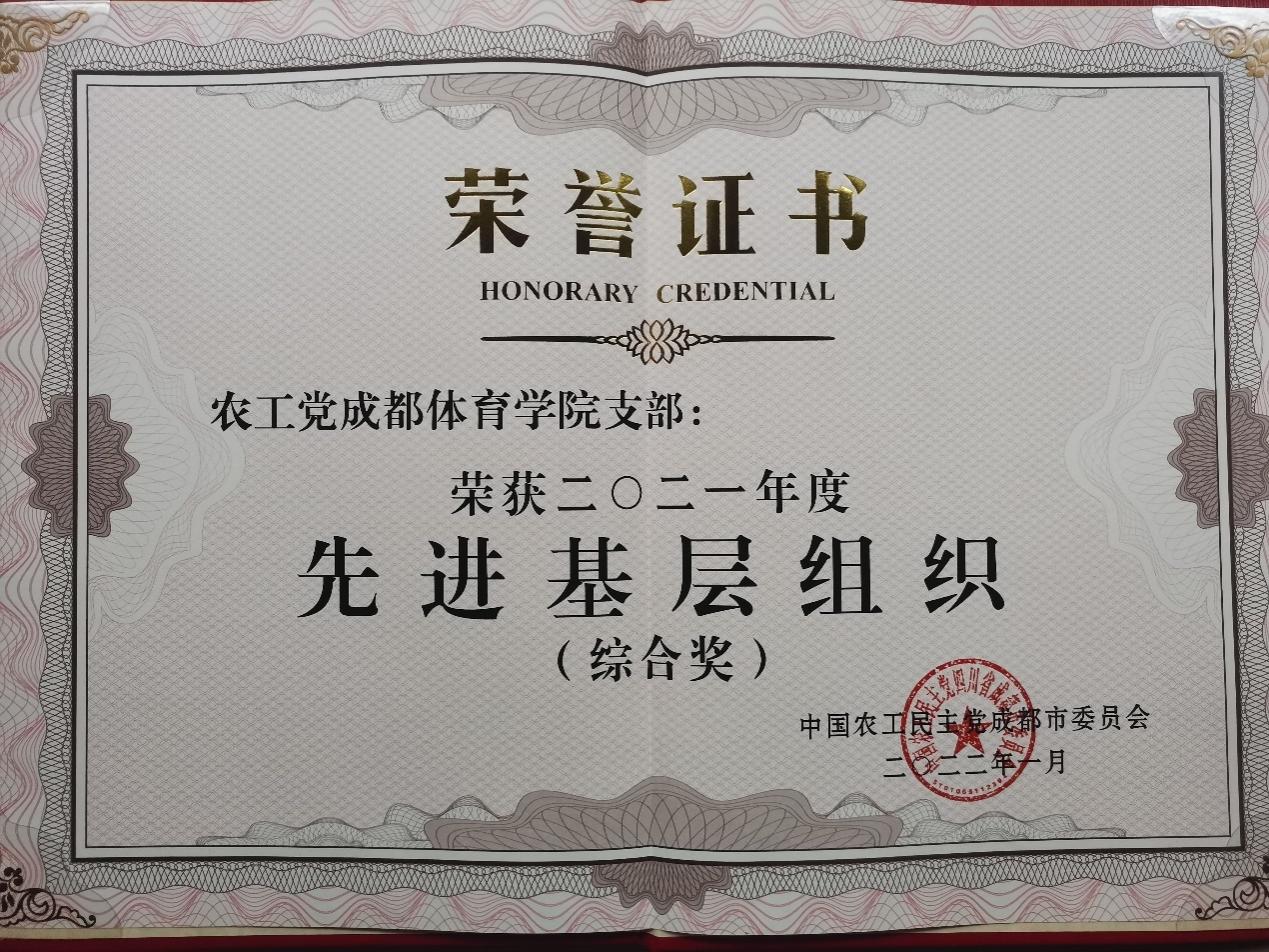 荣誉证书
HONORARY CREDENTIAL
农工党成都体育学院支部：
荣获二〇二一年度
先进基层组织
（综合奖）
中国农工民主党成都市委员会
二〇二二年一月